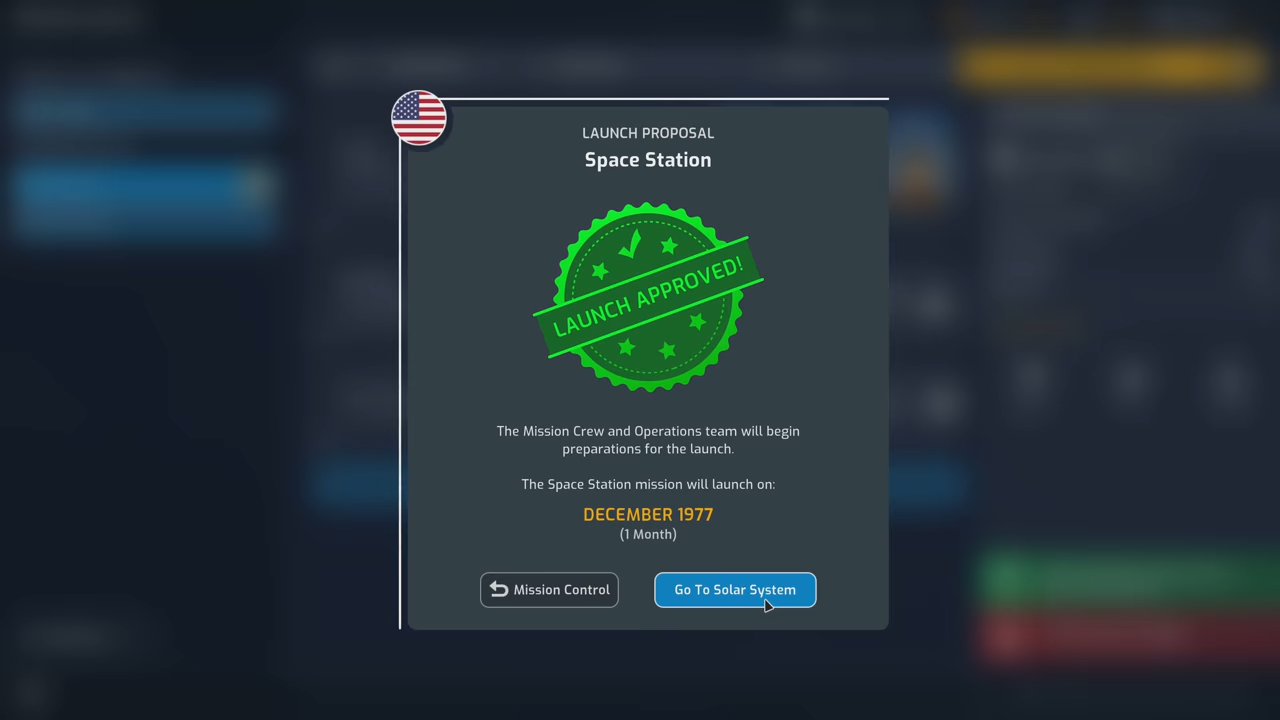 LAUNCH PROPOSAL
Space Station
LAUNCH APPROVED!
The Mission Crew and Operations team will begin
preparations for the launch.
The Space Station mission will launch on:
DECEMBER 1977
(1 Month)
Mission Control
Go To Solar System